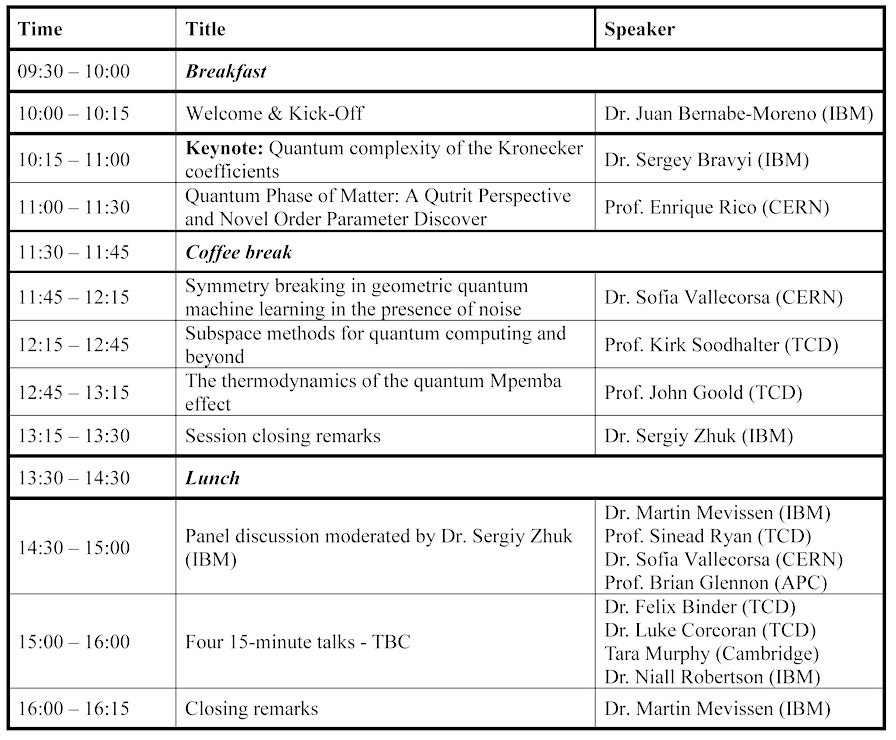 Time Title Speaker
09:30 – 10:00 Breakfast
10:00 – 10:15 Welcome & Kick-Off Dr. Juan Bernabe-Moreno (IBM)
10:15 – 11:00 Keynote: Quantum complexity of the Kronecker
coefficients Dr. Sergey Bravyi (IBM)
11:00 – 11:30 Quantum Phase of Matter: A Qutrit Perspective
and Novel Order Parameter Discover Prof. Enrique Rico (CERN)
11:30 – 11:45 Coffee break
11:45 – 12:15 Symmetry breaking in geometric quantum
machine learning in the presence of noise Dr. Sofia Vallecorsa (CERN)
12:15 – 12:45 Subspace methods for quantum computing and
beyond Prof. Kirk Soodhalter (TCD)
12:45 – 13:15 The thermodynamics of the quantum Mpemba
effect Prof. John Goold (TCD)
13:15 – 13:30 Session closing remarks Dr. Sergiy Zhuk (IBM)
13:30 – 14:30 Lunch
14:30 – 15:00 Panel discussion moderated by Dr. Sergiy Zhuk
(IBM) Dr. Martin Mevissen (IBM)
Prof. Sinead Ryan (TCD)
Dr. Sofia Vallecorsa (CERN)
Prof. Brian Glennon (APC)
15:00 – 16:00 Four 15-minute talks - TBC Dr. Felix Binder (TCD)
Dr. Luke Corcoran (TCD)
Tara Murphy (Cambridge)
Dr. Niall Robertson (IBM)
16:00 – 16:15 Closing remarks Dr. Martin Mevissen (IBM)